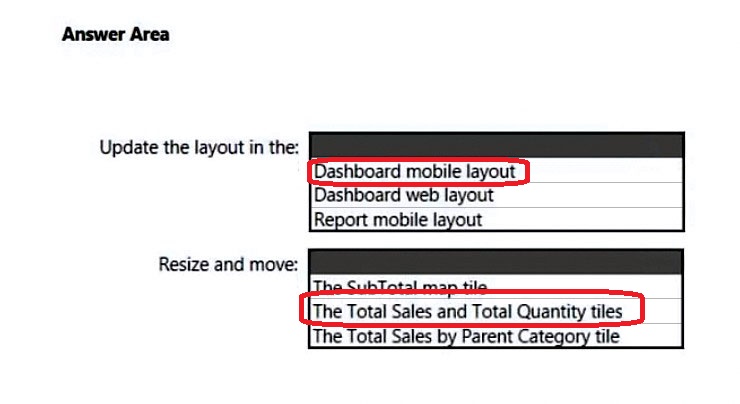 Answer Area
Update the layout in the:
Dashboard mobile layout
Dashboard web layout
Report mobile layout
Resize and move:
The SubTotal map tile
The Total Sales and Total Quantity tiles
The Total Sales by Parent Category tile